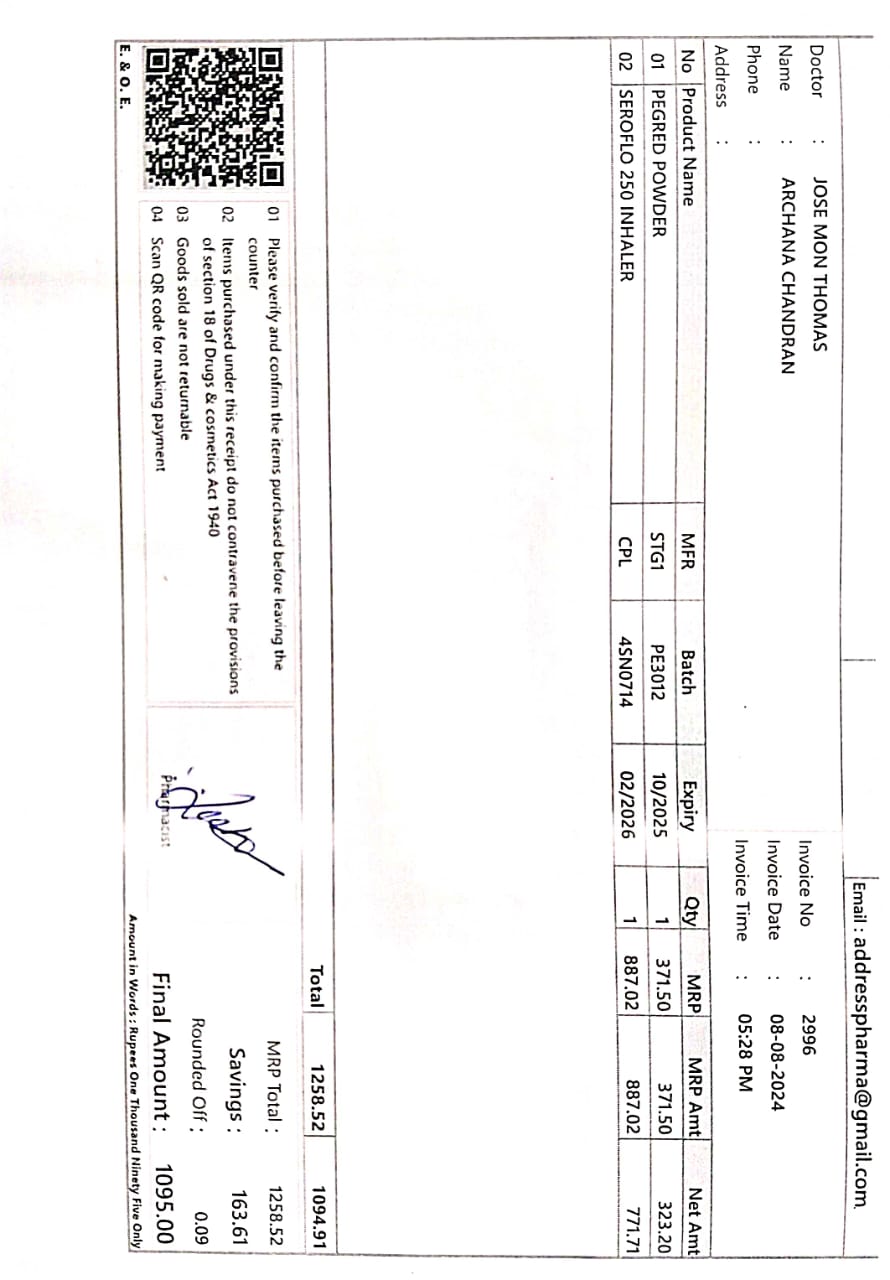 Email : addresspharma@gmail.com
Doctor : JOSE MON THOMAS
Name : ARCHANA CHANDRAN
Phone :
Address :
Invoice No : 2996
Invoice Date : 08-08-2024
Invoice Time : 05:28 PM
No Product Name MFR Batch Expiry Qty MRP MRP Amt Net Amt
01 PEGRED POWDER STG1 PE3012 10/2025 1 371.50 371.50 323.20
02 SEROFLO 250 INHALER CPL 4SN0714 02/2026 1 887.02 887.02 771.71
Total 1258.52 1094.91
01 Please verify and confirm the items purchased before leaving the
counter
02 Items purchased under this receipt do not contravene the provisions
of section 18 of Drugs & cosmetics Act 1940
03 Goods sold are not returnable
04 Scan QR code for making payment
E. & O. E.
Pharmacist
MRP Total : 1258.52
Savings : 163.61
Rounded Off : 0.09
Final Amount : 1095.00
Amount in Words : Rupees One Thousand Ninety Five Only